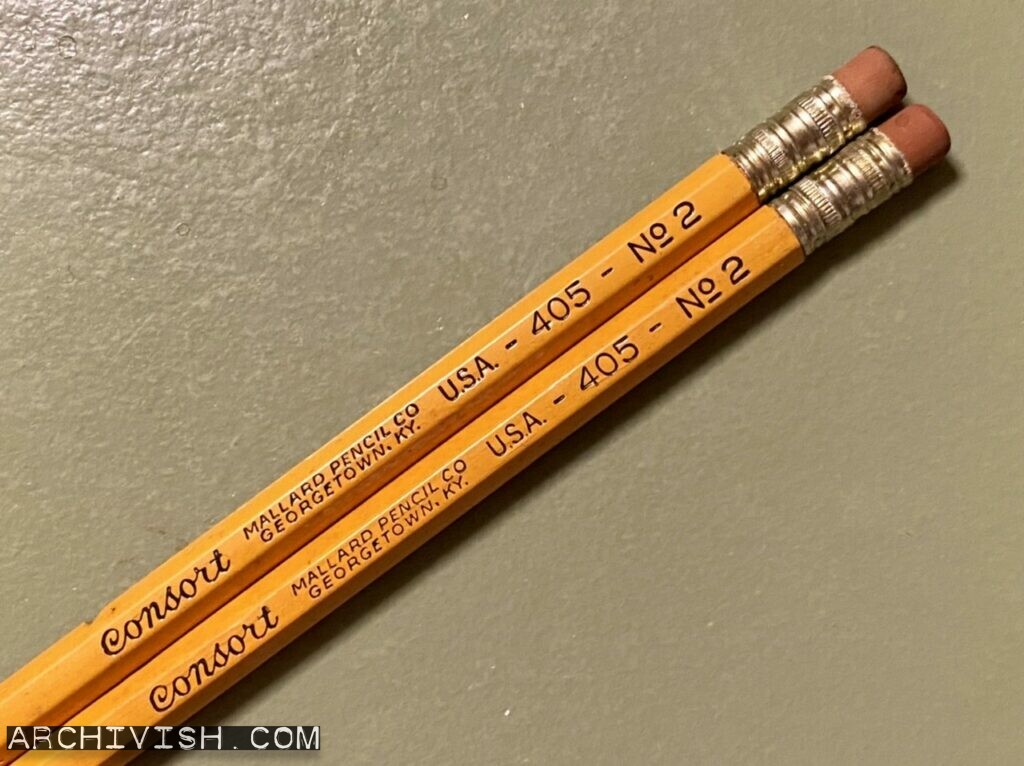 consort MALLARD PENCIL CO U.S.A. - 405 - No 2
GEORGETOWN, KY.
consort MALLARD PENCIL CO U.S.A. - 405 - No 2
GEORGETOWN, KY.
ARCHIVISH.COM